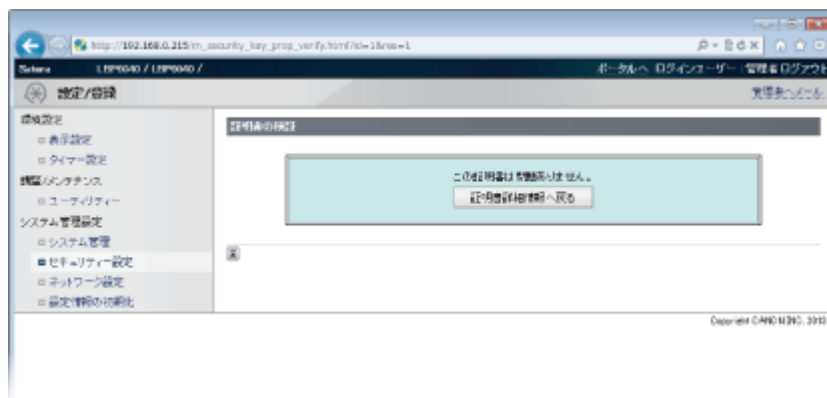 http://192.168.0.215/m_security_key_prop_verify.html?id=1&res=1
Satera LBP6040 / LBP6040 /
ポータルへ ログインユーザー: 管理者 ログアウト
設定/登録
管理者へメール
環境設定
表示設定
タイマー設定
調整/メンテナンス
ユーティリティー
システム管理設定
システム管理
セキュリティー設定
ネットワーク設定
設定情報の初期化
証明書の検証
この証明書は問題ありません。
証明書詳細情報へ戻る
Copyright CANON INC. 2013